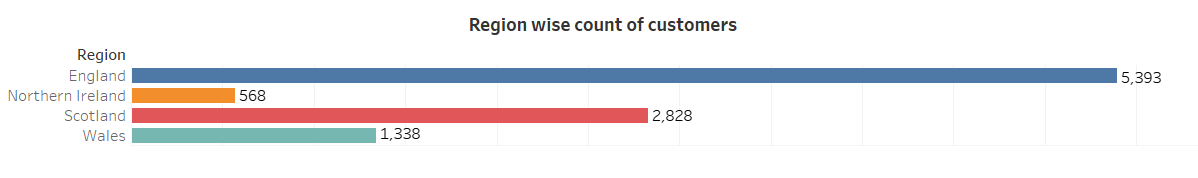 Region wise count of customers
Region
England 5,393
Northern Ireland 568
Scotland 2,828
Wales 1,338